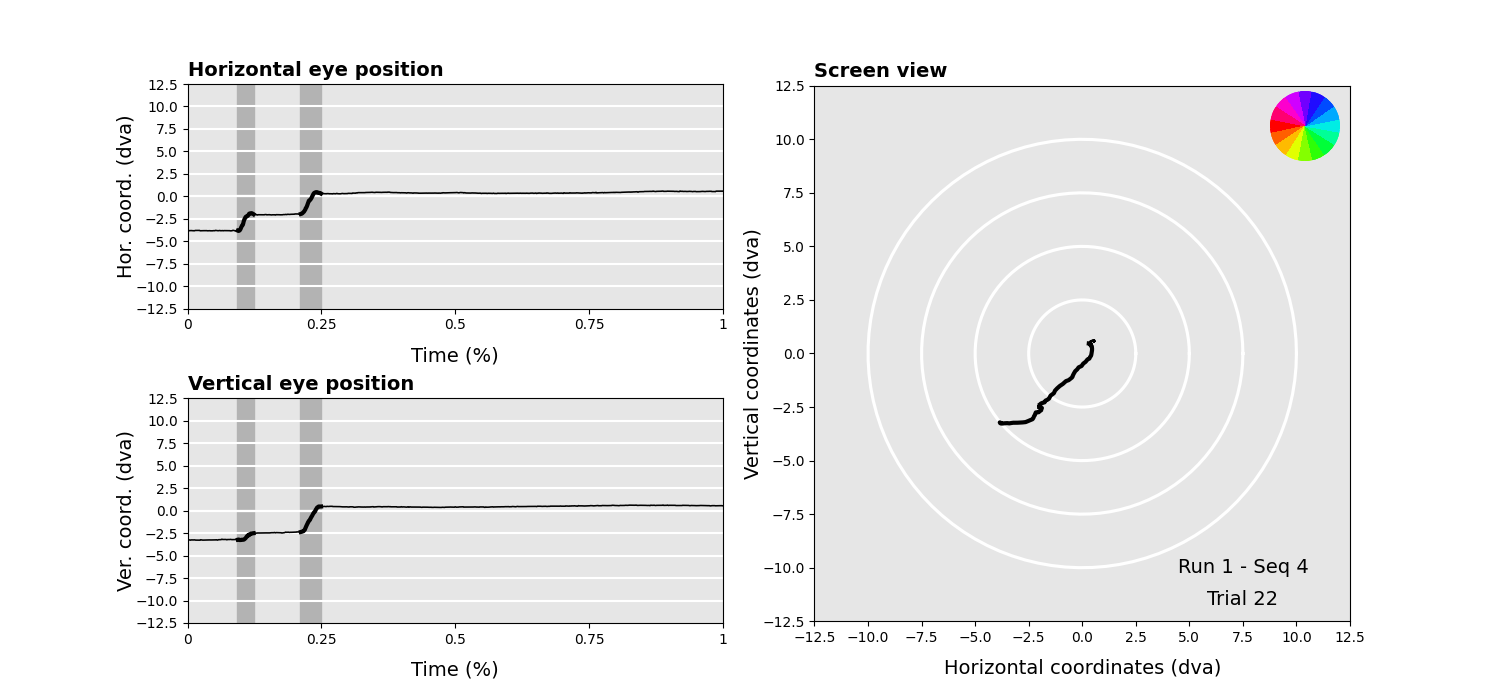 Horizontal eye position
Hor. coord. (dva)
12.5
10.0
7.5
5.0
2.5
0.0
−2.5
−5.0
−7.5
−10.0
−12.5
0 0.25 0.5 0.75 1
Time (%)
Vertical eye position
Ver. coord. (dva)
12.5
10.0
7.5
5.0
2.5
0.0
−2.5
−5.0
−7.5
−10.0
−12.5
0 0.25 0.5 0.75 1
Time (%)
Screen view
Vertical coordinates (dva)
12.5
10.0
7.5
5.0
2.5
0.0
−2.5
−5.0
−7.5
−10.0
−12.5
Run 1 - Seq 4
Trial 22
−12.5 −10.0 −7.5 −5.0 −2.5 0.0 2.5 5.0 7.5 10.0 12.5
Horizontal coordinates (dva)